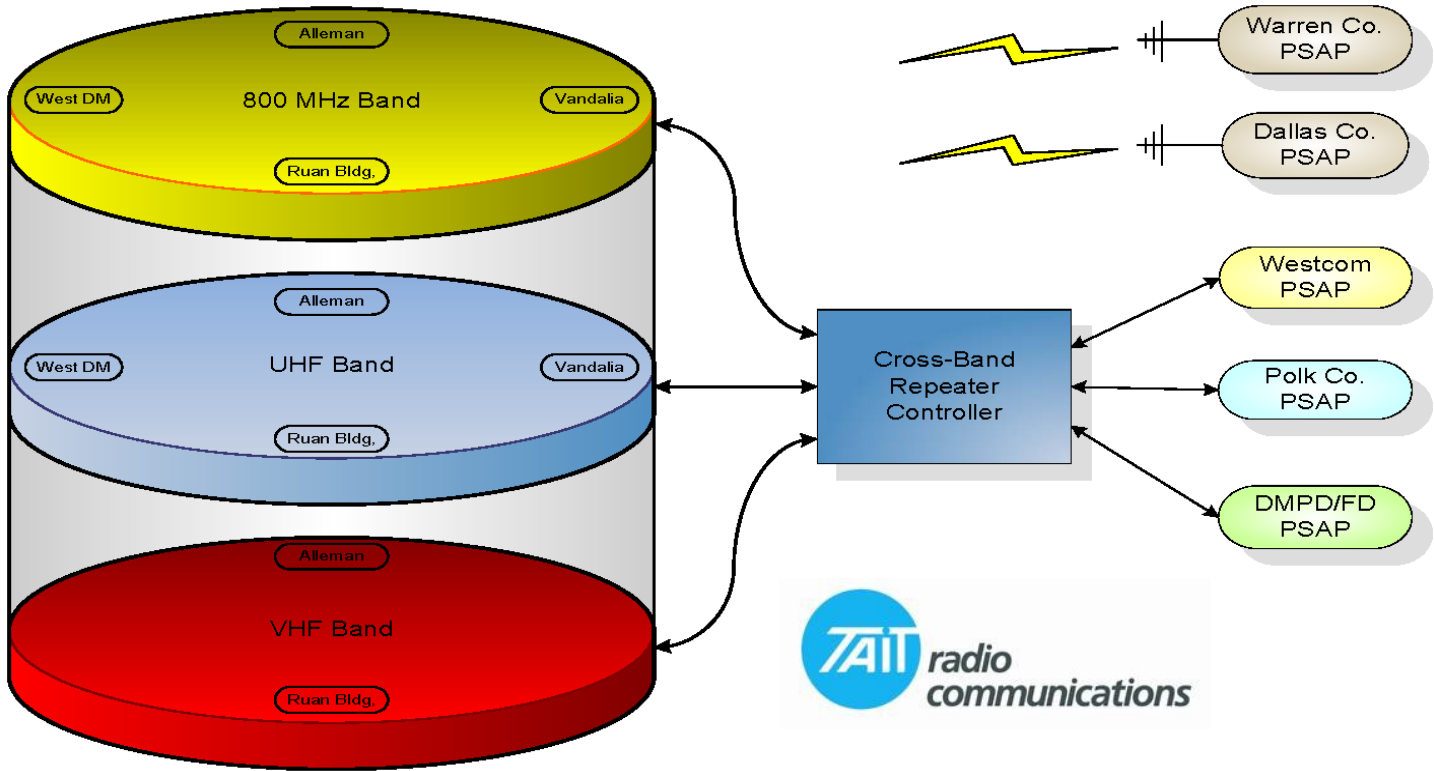 Alleman
West DM
800 MHz Band
Vandalia
Ruan Bldg,
Alleman
West DM
UHF Band
Vandalia
Ruan Bldg,
Alleman
VHF Band
Ruan Bldg,
Cross-Band
Repeater
Controller
Warren Co.
PSAP
Dallas Co.
PSAP
Westcom
PSAP
Polk Co.
PSAP
DMPD/FD
PSAP
TAIT
radio
communications